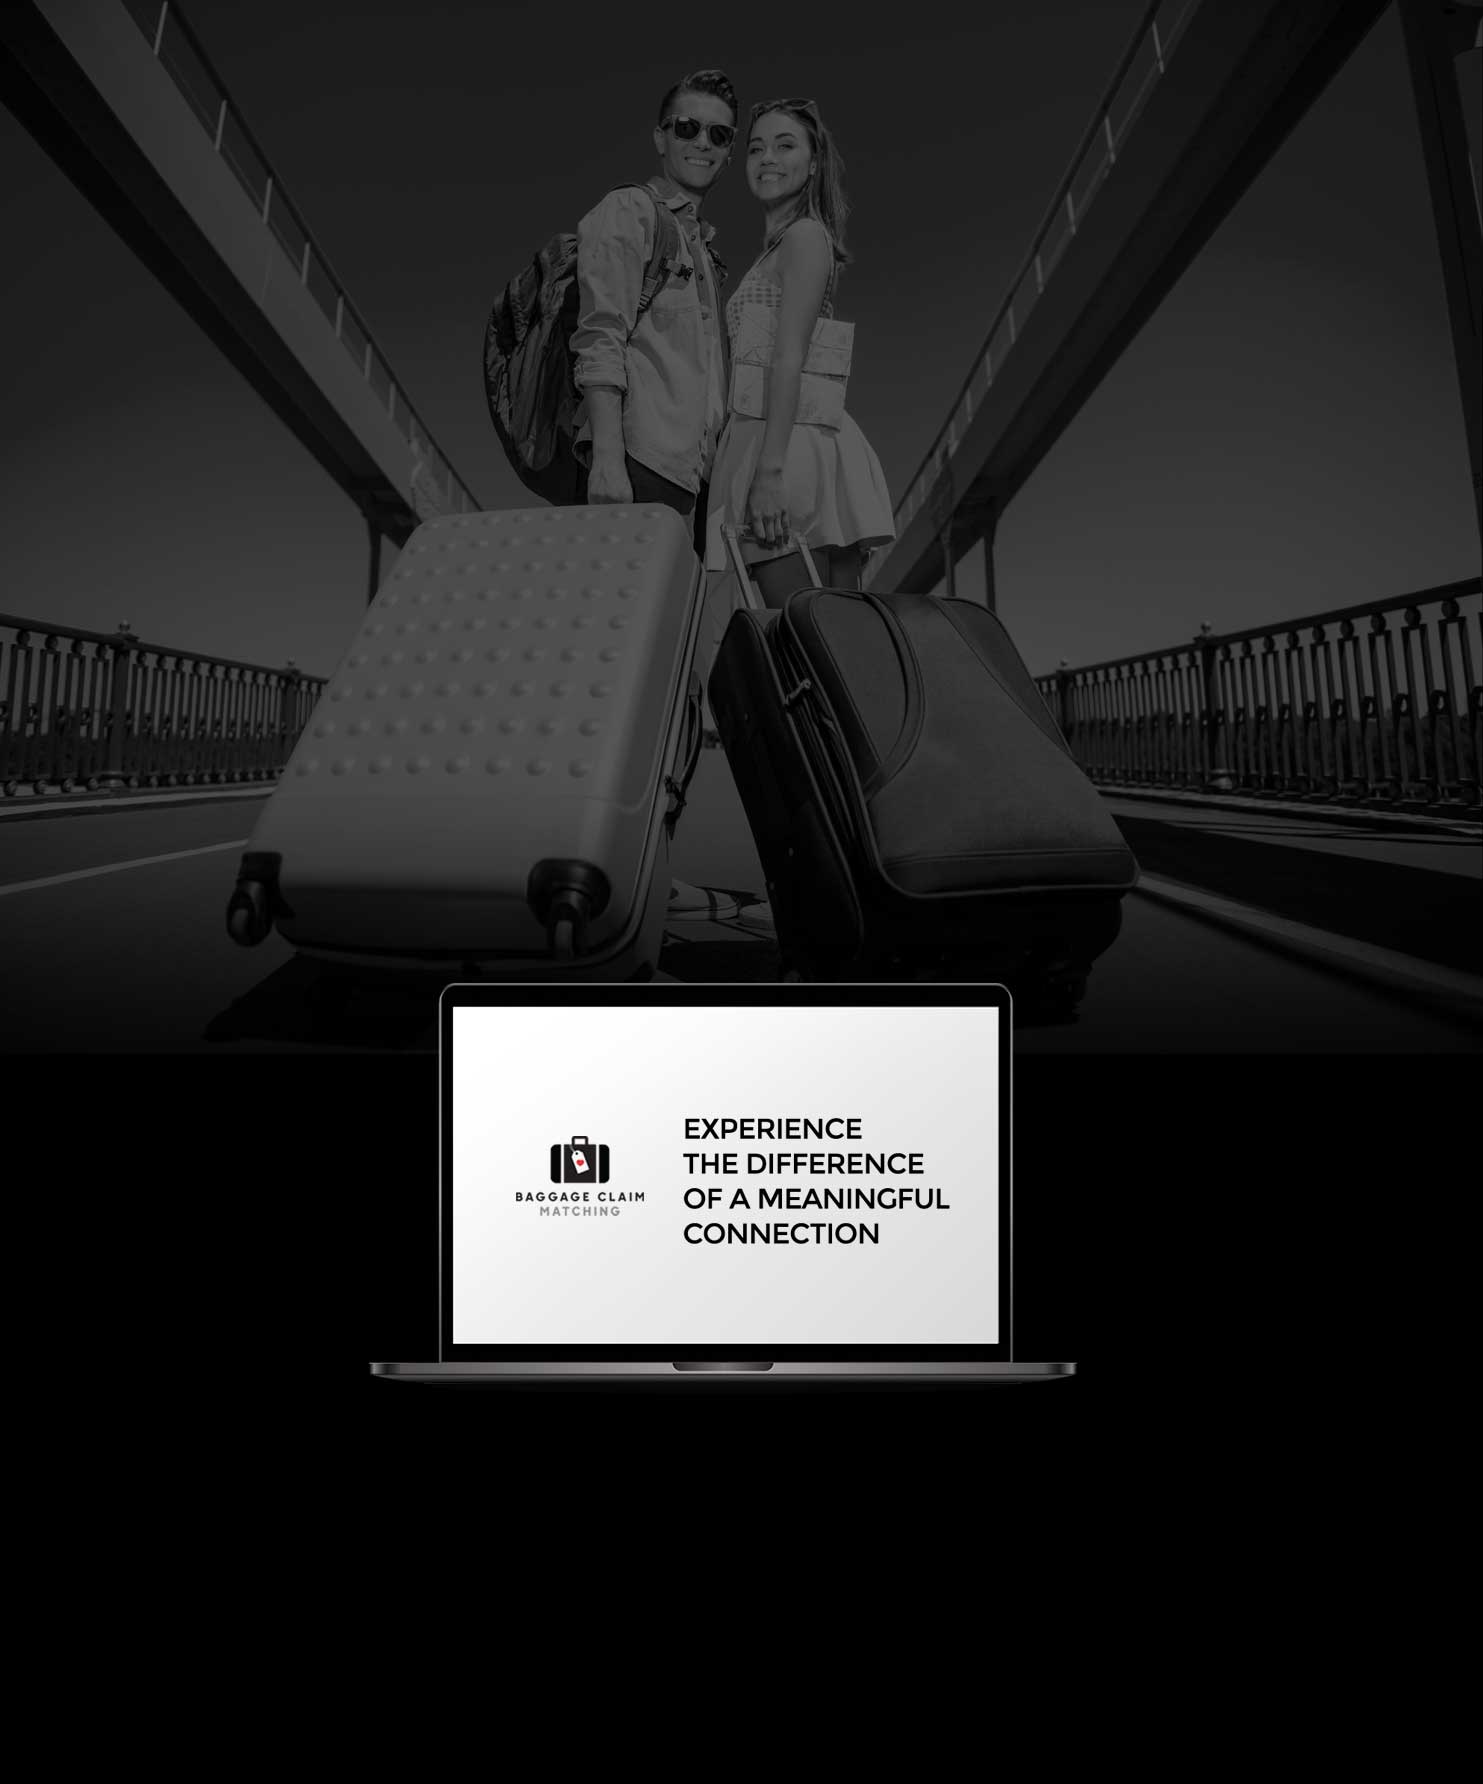 BAGGAGE CLAIM
MATCHING
EXPERIENCE
THE DIFFERENCE
OF A MEANINGFUL
CONNECTION